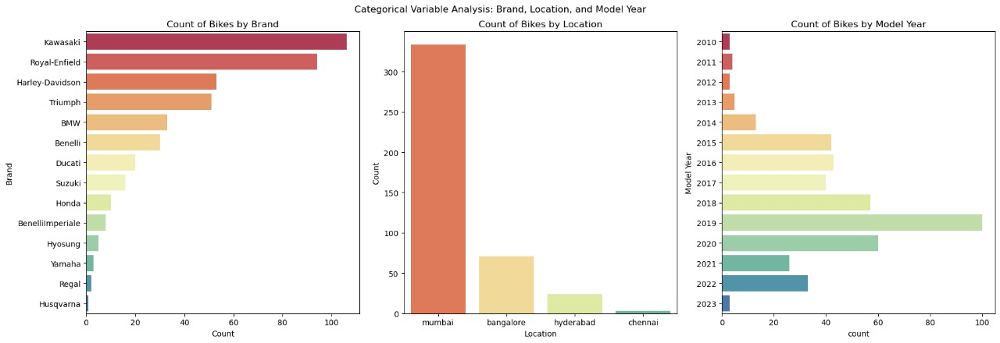 Categorical Variable Analysis: Brand, Location, and Model Year
Count of Bikes by Brand
Brand
Kawasaki
Royal-Enfield
Harley-Davidson
Triumph
BMW
Benelli
Ducati
Suzuki
Honda
BenelliImperiale
Hyosung
Yamaha
Regal
Husqvarna
0 20 40 60 80 100
Count
Count of Bikes by Location
Count
300
250
200
150
100
50
0
mumbai bangalore hyderabad chennai
Location
Count of Bikes by Model Year
Model Year
2010
2011
2012
2013
2014
2015
2016
2017
2018
2019
2020
2021
2022
2023
0 20 40 60 80 100
count